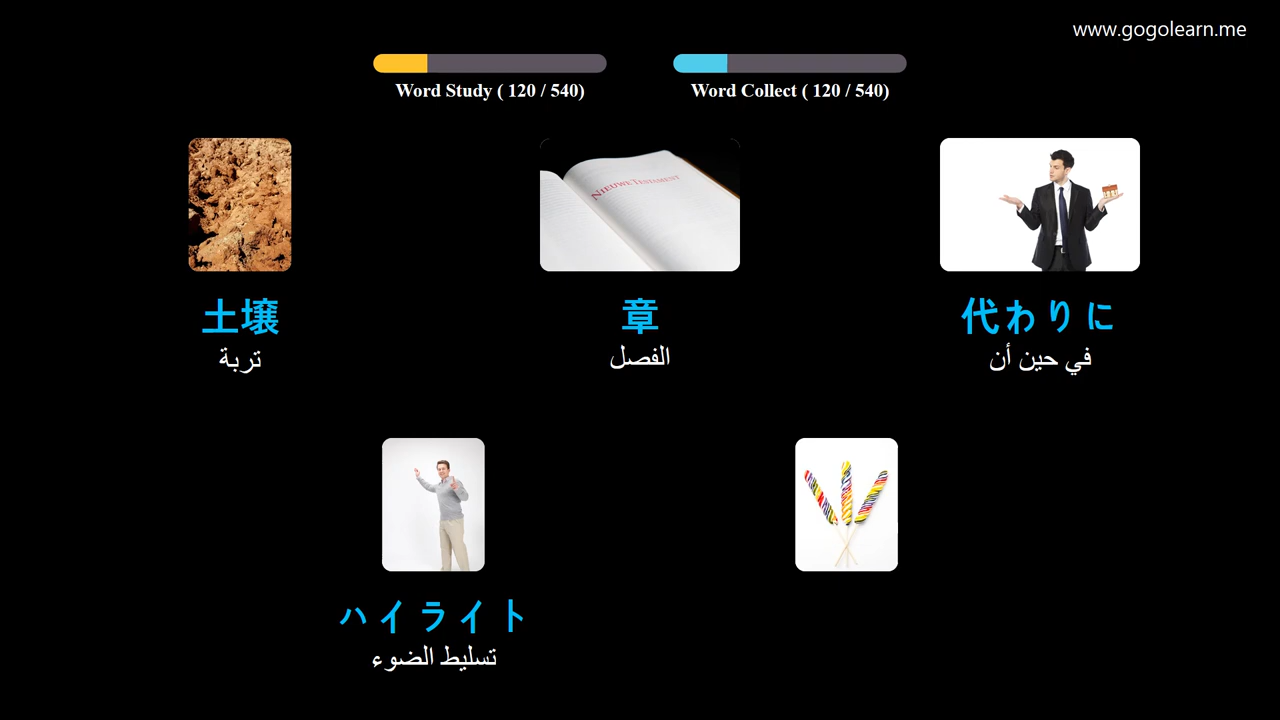 www.gogolearn.me
Word Study ( 120 / 540)
Word Collect ( 120 / 540)
NIEUWE TESTAMENT
土壌
تربة
章
الفصل
代わりに
في حين أن
ハイライト
تسليط الضوء